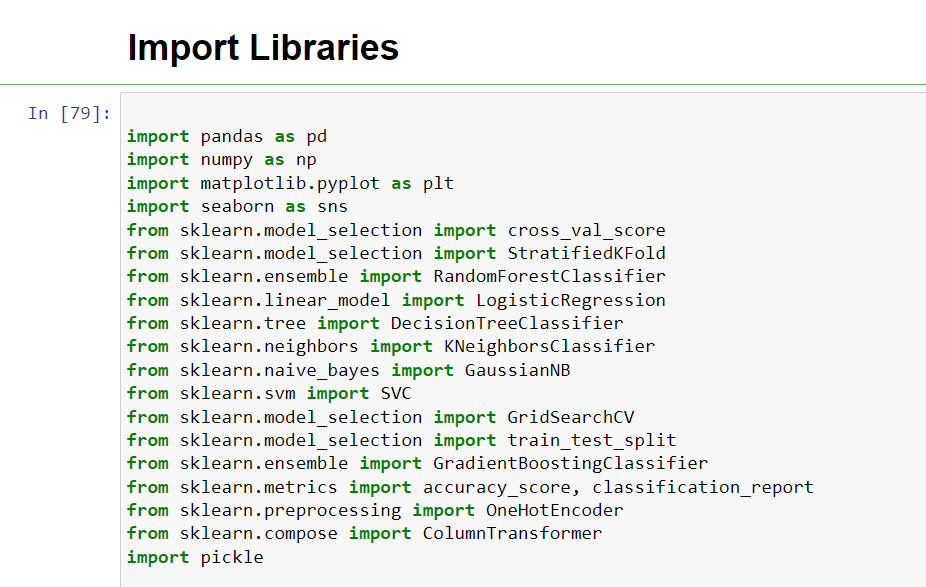 Import Libraries
In [79]:
import pandas as pd
import numpy as np
import matplotlib.pyplot as plt
import seaborn as sns
from sklearn.model_selection import cross_val_score
from sklearn.model_selection import StratifiedKFold
from sklearn.ensemble import RandomForestClassifier
from sklearn.linear_model import LogisticRegression
from sklearn.tree import DecisionTreeClassifier
from sklearn.neighbors import KNeighborsClassifier
from sklearn.naive_bayes import GaussianNB
from sklearn.svm import SVC
from sklearn.model_selection import GridSearchCV
from sklearn.model_selection import train_test_split
from sklearn.ensemble import GradientBoostingClassifier
from sklearn.metrics import accuracy_score, classification_report
from sklearn.preprocessing import OneHotEncoder
from sklearn.compose import ColumnTransformer
import pickle